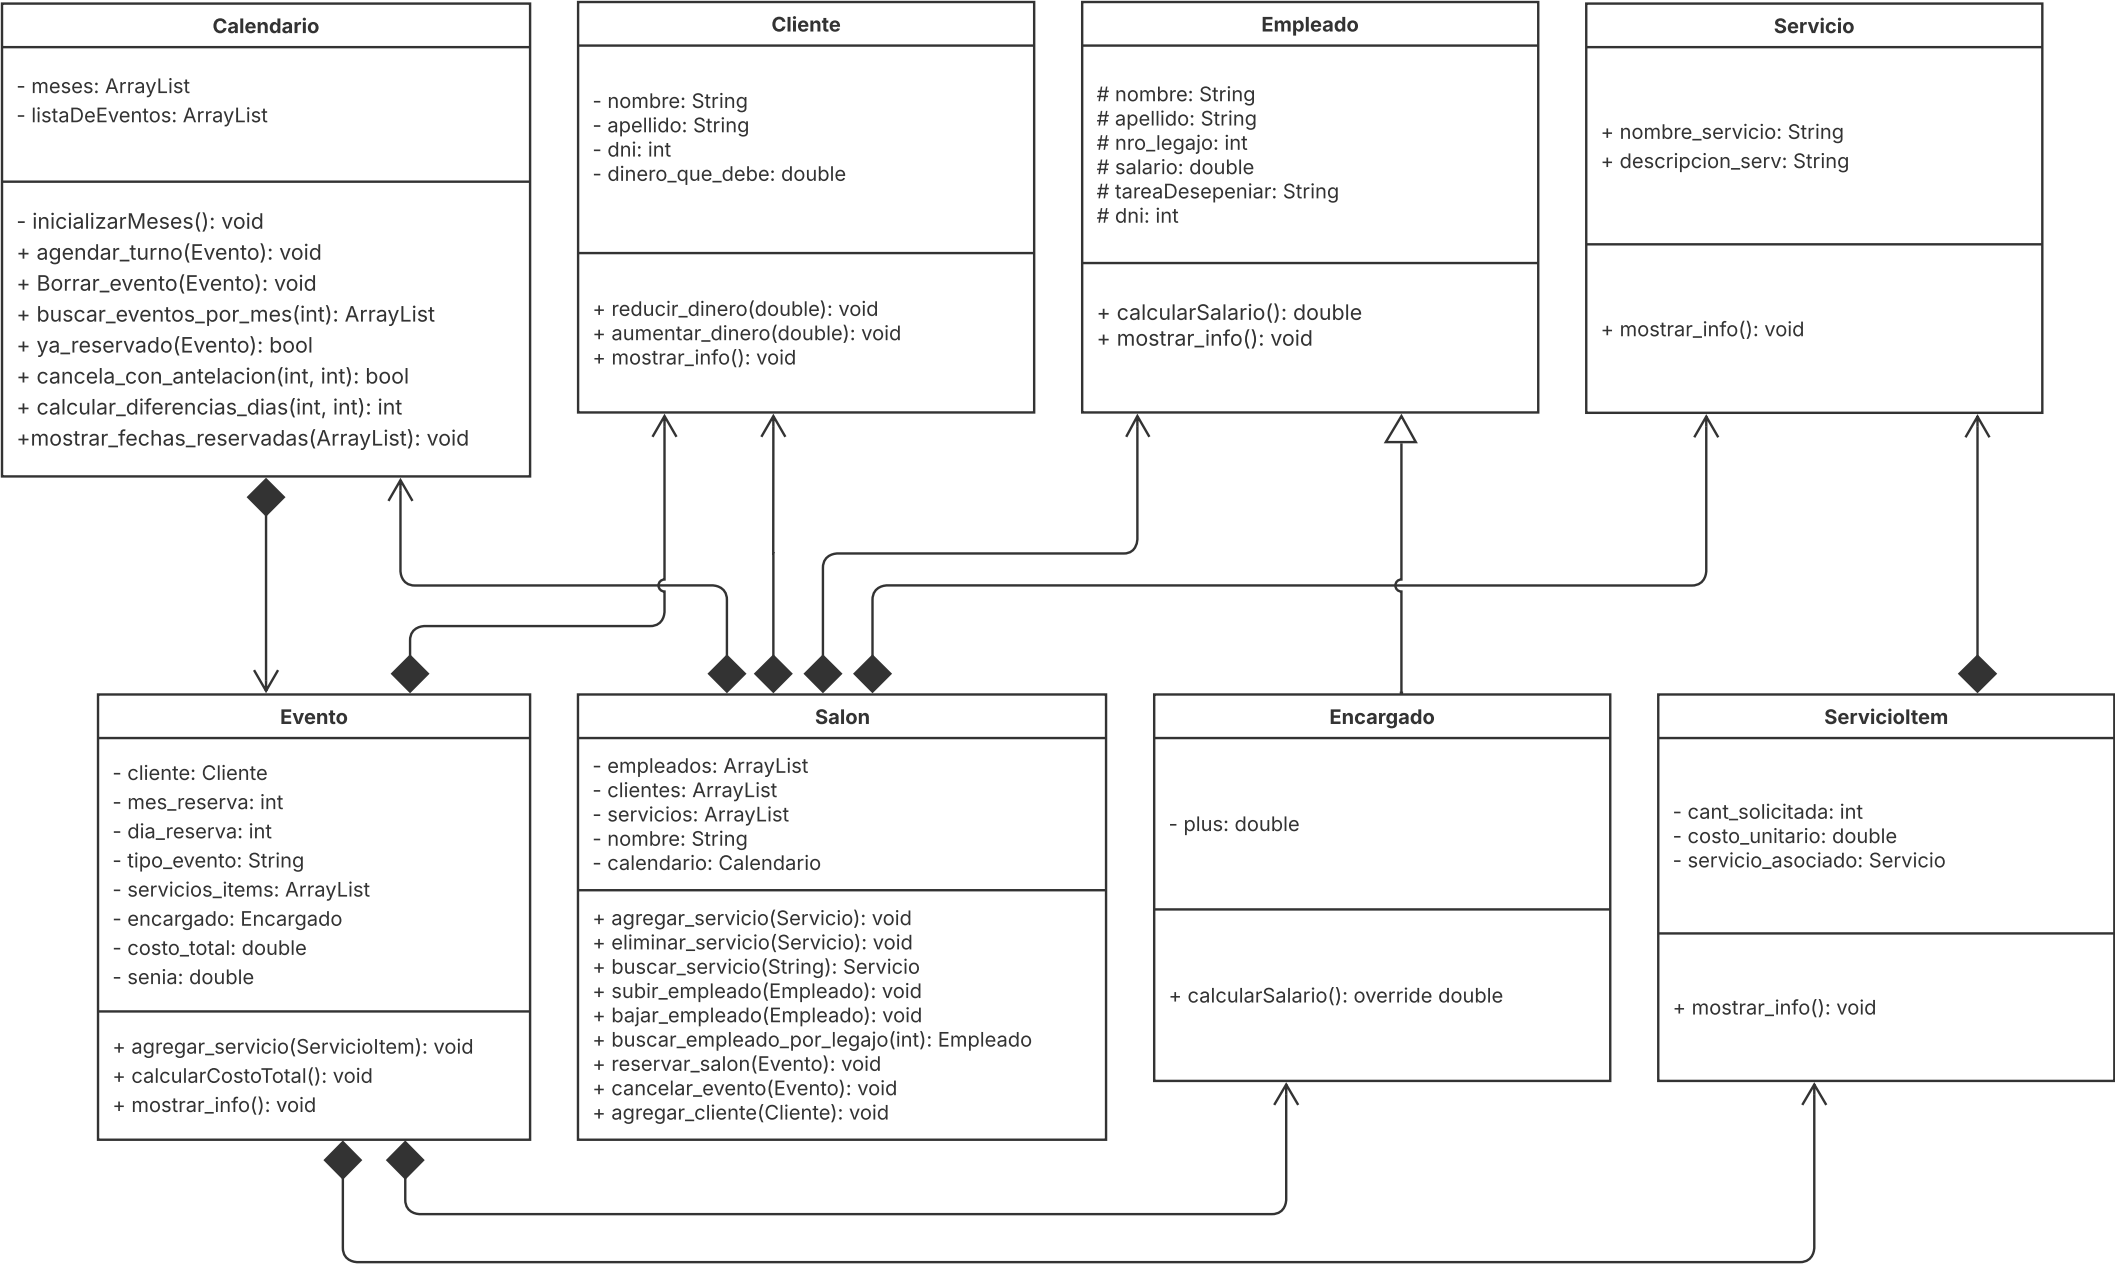 Calendario
- meses: ArrayList
- listaDeEventos: ArrayList
- inicializarMeses(): void
+ agendar_turno(Evento): void
+ Borrar_evento(Evento): void
+ buscar_eventos_por_mes(int): ArrayList
+ ya_reservado(Evento): bool
+ cancela_con_antelacion(int, int): bool
+ calcular_diferencias_dias(int, int): int
+mostrar_fechas_reservadas(ArrayList): void
Cliente
- nombre: String
- apellido: String
- dni: int
- dinero_que_debe: double
+ reducir_dinero(double): void
+ aumentar_dinero(double): void
+ mostrar_info(): void
Empleado
# nombre: String
# apellido: String
# nro_legajo: int
# salario: double
# tareaDesepeniar: String
# dni: int
+ calcularSalario(): double
+ mostrar_info(): void
Servicio
+ nombre_servicio: String
+ descripcion_serv: String
+ mostrar_info(): void
Evento
- cliente: Cliente
- mes_reserva: int
- dia_reserva: int
- tipo_evento: String
- servicios_items: ArrayList
- encargado: Encargado
- costo_total: double
- senia: double
+ agregar_servicio(ServicioItem): void
+ calcularCostoTotal(): void
+ mostrar_info(): void
Salon
- empleados: ArrayList
- clientes: ArrayList
- servicios: ArrayList
- nombre: String
- calendario: Calendario
+ agregar_servicio(Servicio): void
+ eliminar_servicio(Servicio): void
+ buscar_servicio(String): Servicio
+ subir_empleado(Empleado): void
+ bajar_empleado(Empleado): void
+ buscar_empleado_por_legajo(int): Empleado
+ reservar_salon(Evento): void
+ cancelar_evento(Evento): void
+ agregar_cliente(Cliente): void
Encargado
- plus: double
+ calcularSalario(): override double
ServicioItem
- cant_solicitada: int
- costo_unitario: double
- servicio_asociado: Servicio
+ mostrar_info(): void